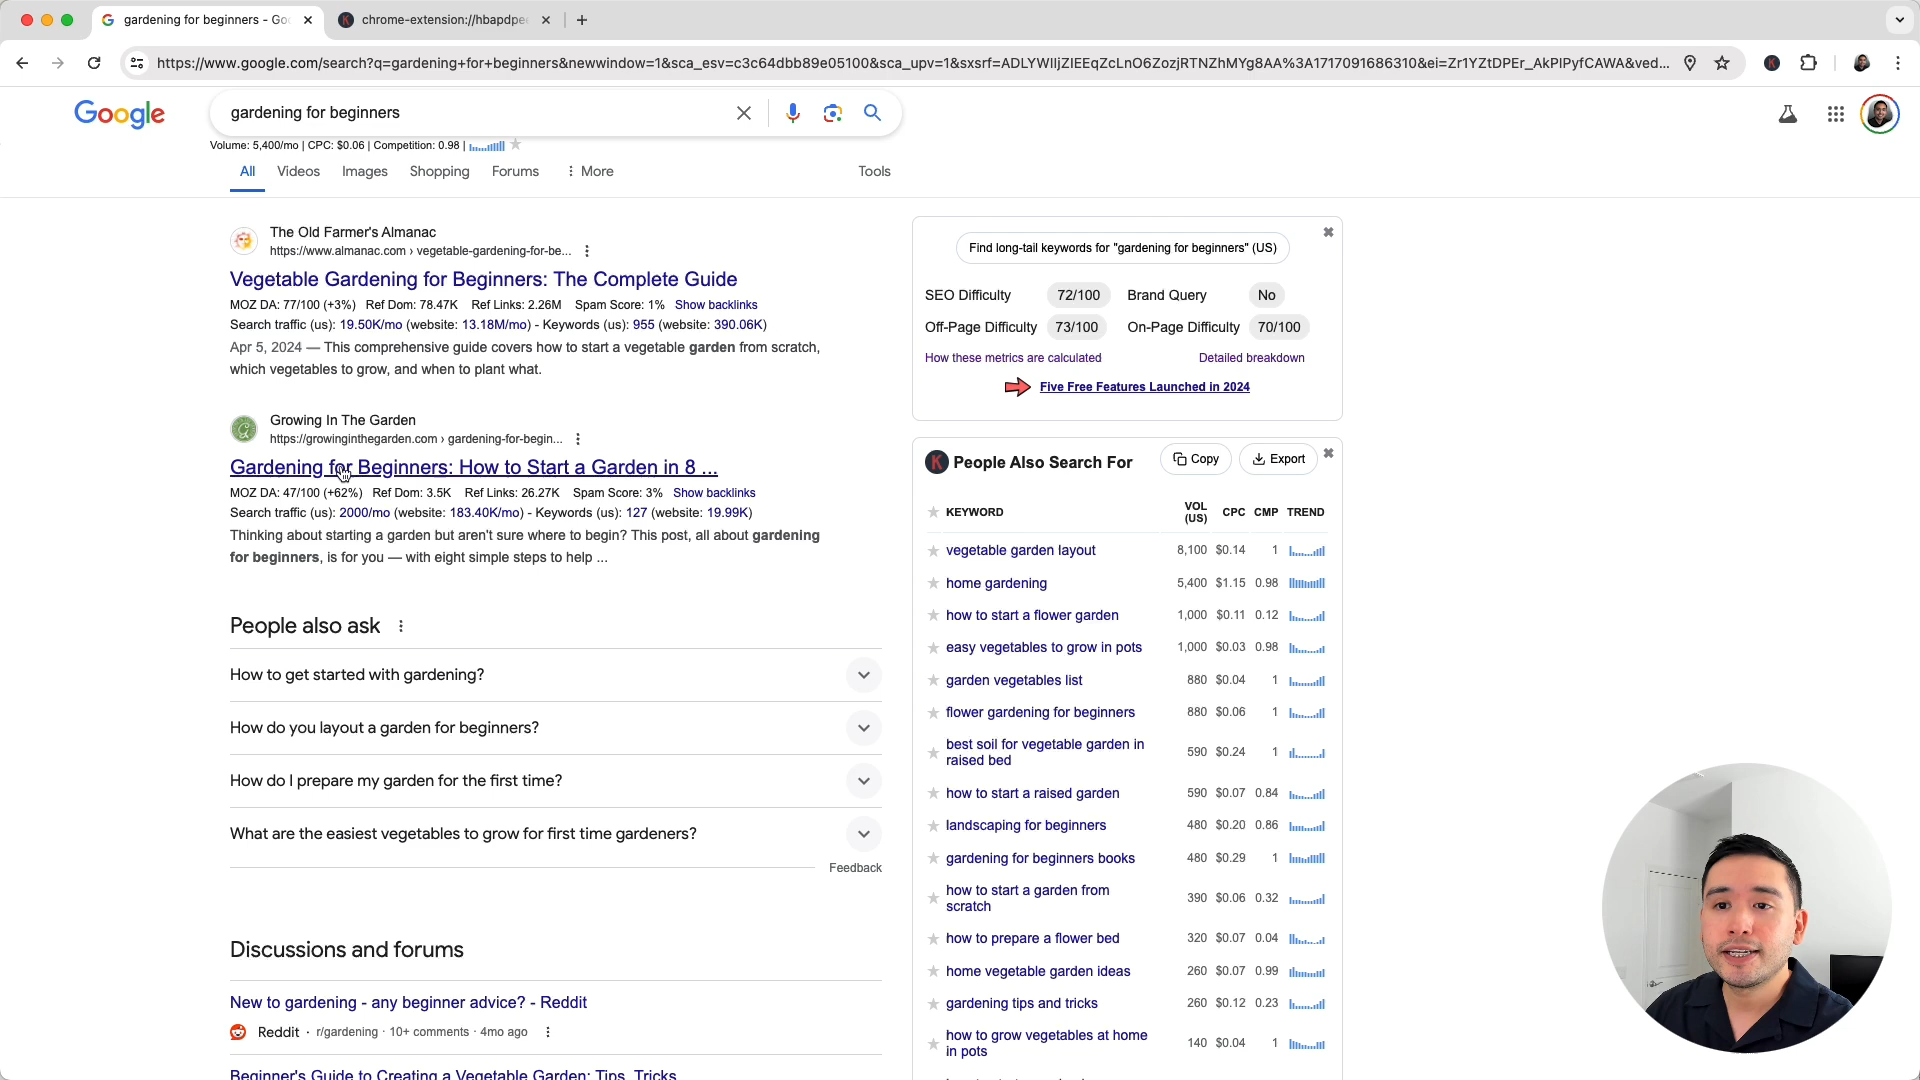 gardening for beginners - Goo
chrome-extension://hbapdpee
https://www.google.com/search?q=gardening+for+beginners&newwindow=1&sca_esv=c3c64dbb89e05100&sca_upv=1&sxsrf=ADLYWIljZIEEqZcLnO6ZozjRTNZhMYg8AA%3A1717091686310&ei=Zr1YZtDPEr_AkPIPyfCAWA&ved...
Google
gardening for beginners
Volume: 5,400/mo | CPC: $0.06 | Competition: 0.98 |
All Videos Images Shopping Forums More Tools
The Old Farmer's Almanac
https://www.almanac.com › vegetable-gardening-for-be...
Vegetable Gardening for Beginners: The Complete Guide
MOZ DA: 77/100 (+3%) Ref Dom: 78.47K Ref Links: 2.26M Spam Score: 1% Show backlinks
Search traffic (us): 19.50K/mo (website: 13.18M/mo) - Keywords (us): 955 (website: 390.06K)
Apr 5, 2024 — This comprehensive guide covers how to start a vegetable garden from scratch,
which vegetables to grow, and when to plant what.
Growing In The Garden
https://growinginthegarden.com › gardening-for-begin...
Gardening for Beginners: How to Start a Garden in 8 ...
MOZ DA: 47/100 (+62%) Ref Dom: 3.5K Ref Links: 26.27K Spam Score: 3% Show backlinks
Search traffic (us): 2000/mo (website: 183.40K/mo) - Keywords (us): 127 (website: 19.99K)
Thinking about starting a garden but aren't sure where to begin? This post, all about gardening
for beginners, is for you — with eight simple steps to help ...
People also ask
How to get started with gardening?
How do you layout a garden for beginners?
How do I prepare my garden for the first time?
What are the easiest vegetables to grow for first time gardeners?
Feedback
Discussions and forums
New to gardening - any beginner advice? - Reddit
Reddit · r/gardening · 10+ comments · 4mo ago
Beginner's Guide to Creating a Vegetable Garden: Tips, Tricks
Find long-tail keywords for "gardening for beginners" (US)
SEO Difficulty 72/100 Brand Query No
Off-Page Difficulty 73/100 On-Page Difficulty 70/100
How these metrics are calculated Detailed breakdown
Five Free Features Launched in 2024
K People Also Search For Copy Export
KEYWORD VOL (US) CPC CMP TREND
vegetable garden layout 8,100 $0.14 1
home gardening 5,400 $1.15 0.98
how to start a flower garden 1,000 $0.11 0.12
easy vegetables to grow in pots 1,000 $0.03 0.98
garden vegetables list 880 $0.04 1
flower gardening for beginners 880 $0.06 1
best soil for vegetable garden in
raised bed 590 $0.24 1
how to start a raised garden 590 $0.07 0.84
landscaping for beginners 480 $0.20 0.86
gardening for beginners books 480 $0.29 1
how to start a garden from
scratch 390 $0.06 0.32
how to prepare a flower bed 320 $0.07 0.04
home vegetable garden ideas 260 $0.07 0.99
gardening tips and tricks 260 $0.12 0.23
how to grow vegetables at home
in pots 140 $0.04 1